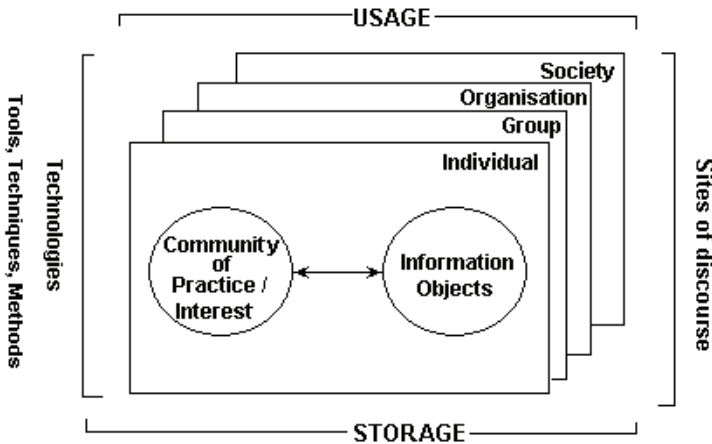 USAGE
Society
Organisation
Group
Individual
Community
of
Practice /
Interest
Information
Objects
Technologies
Tools, Techniques, Methods
Sites of discourse
STORAGE